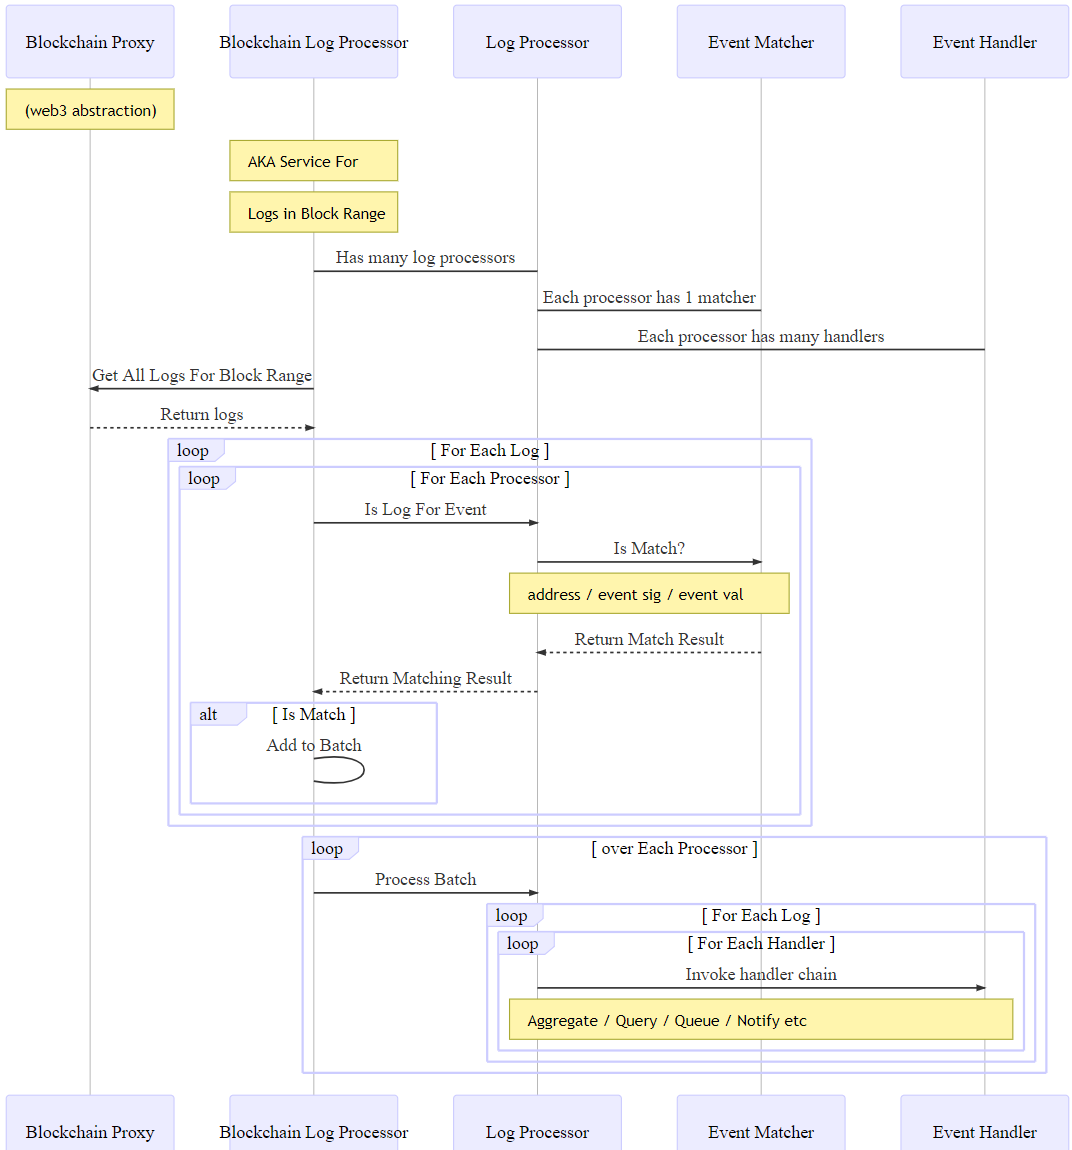 Blockchain Proxy
Blockchain Log Processor
Log Processor
Event Matcher
Event Handler
(web3 abstraction)
AKA Service For
Logs in Block Range
Has many log processors
Each processor has 1 matcher
Each processor has many handlers
Get All Logs For Block Range
Return logs
loop
[ For Each Log ]
loop
[ For Each Processor ]
Is Log For Event
Is Match?
address / event sig / event val
Return Match Result
Return Matching Result
alt
[ Is Match ]
Add to Batch
loop
[ over Each Processor ]
Process Batch
loop
[ For Each Log ]
loop
[ For Each Handler ]
Invoke handler chain
Aggregate / Query / Queue / Notify etc
Blockchain Proxy
Blockchain Log Processor
Log Processor
Event Matcher
Event Handler